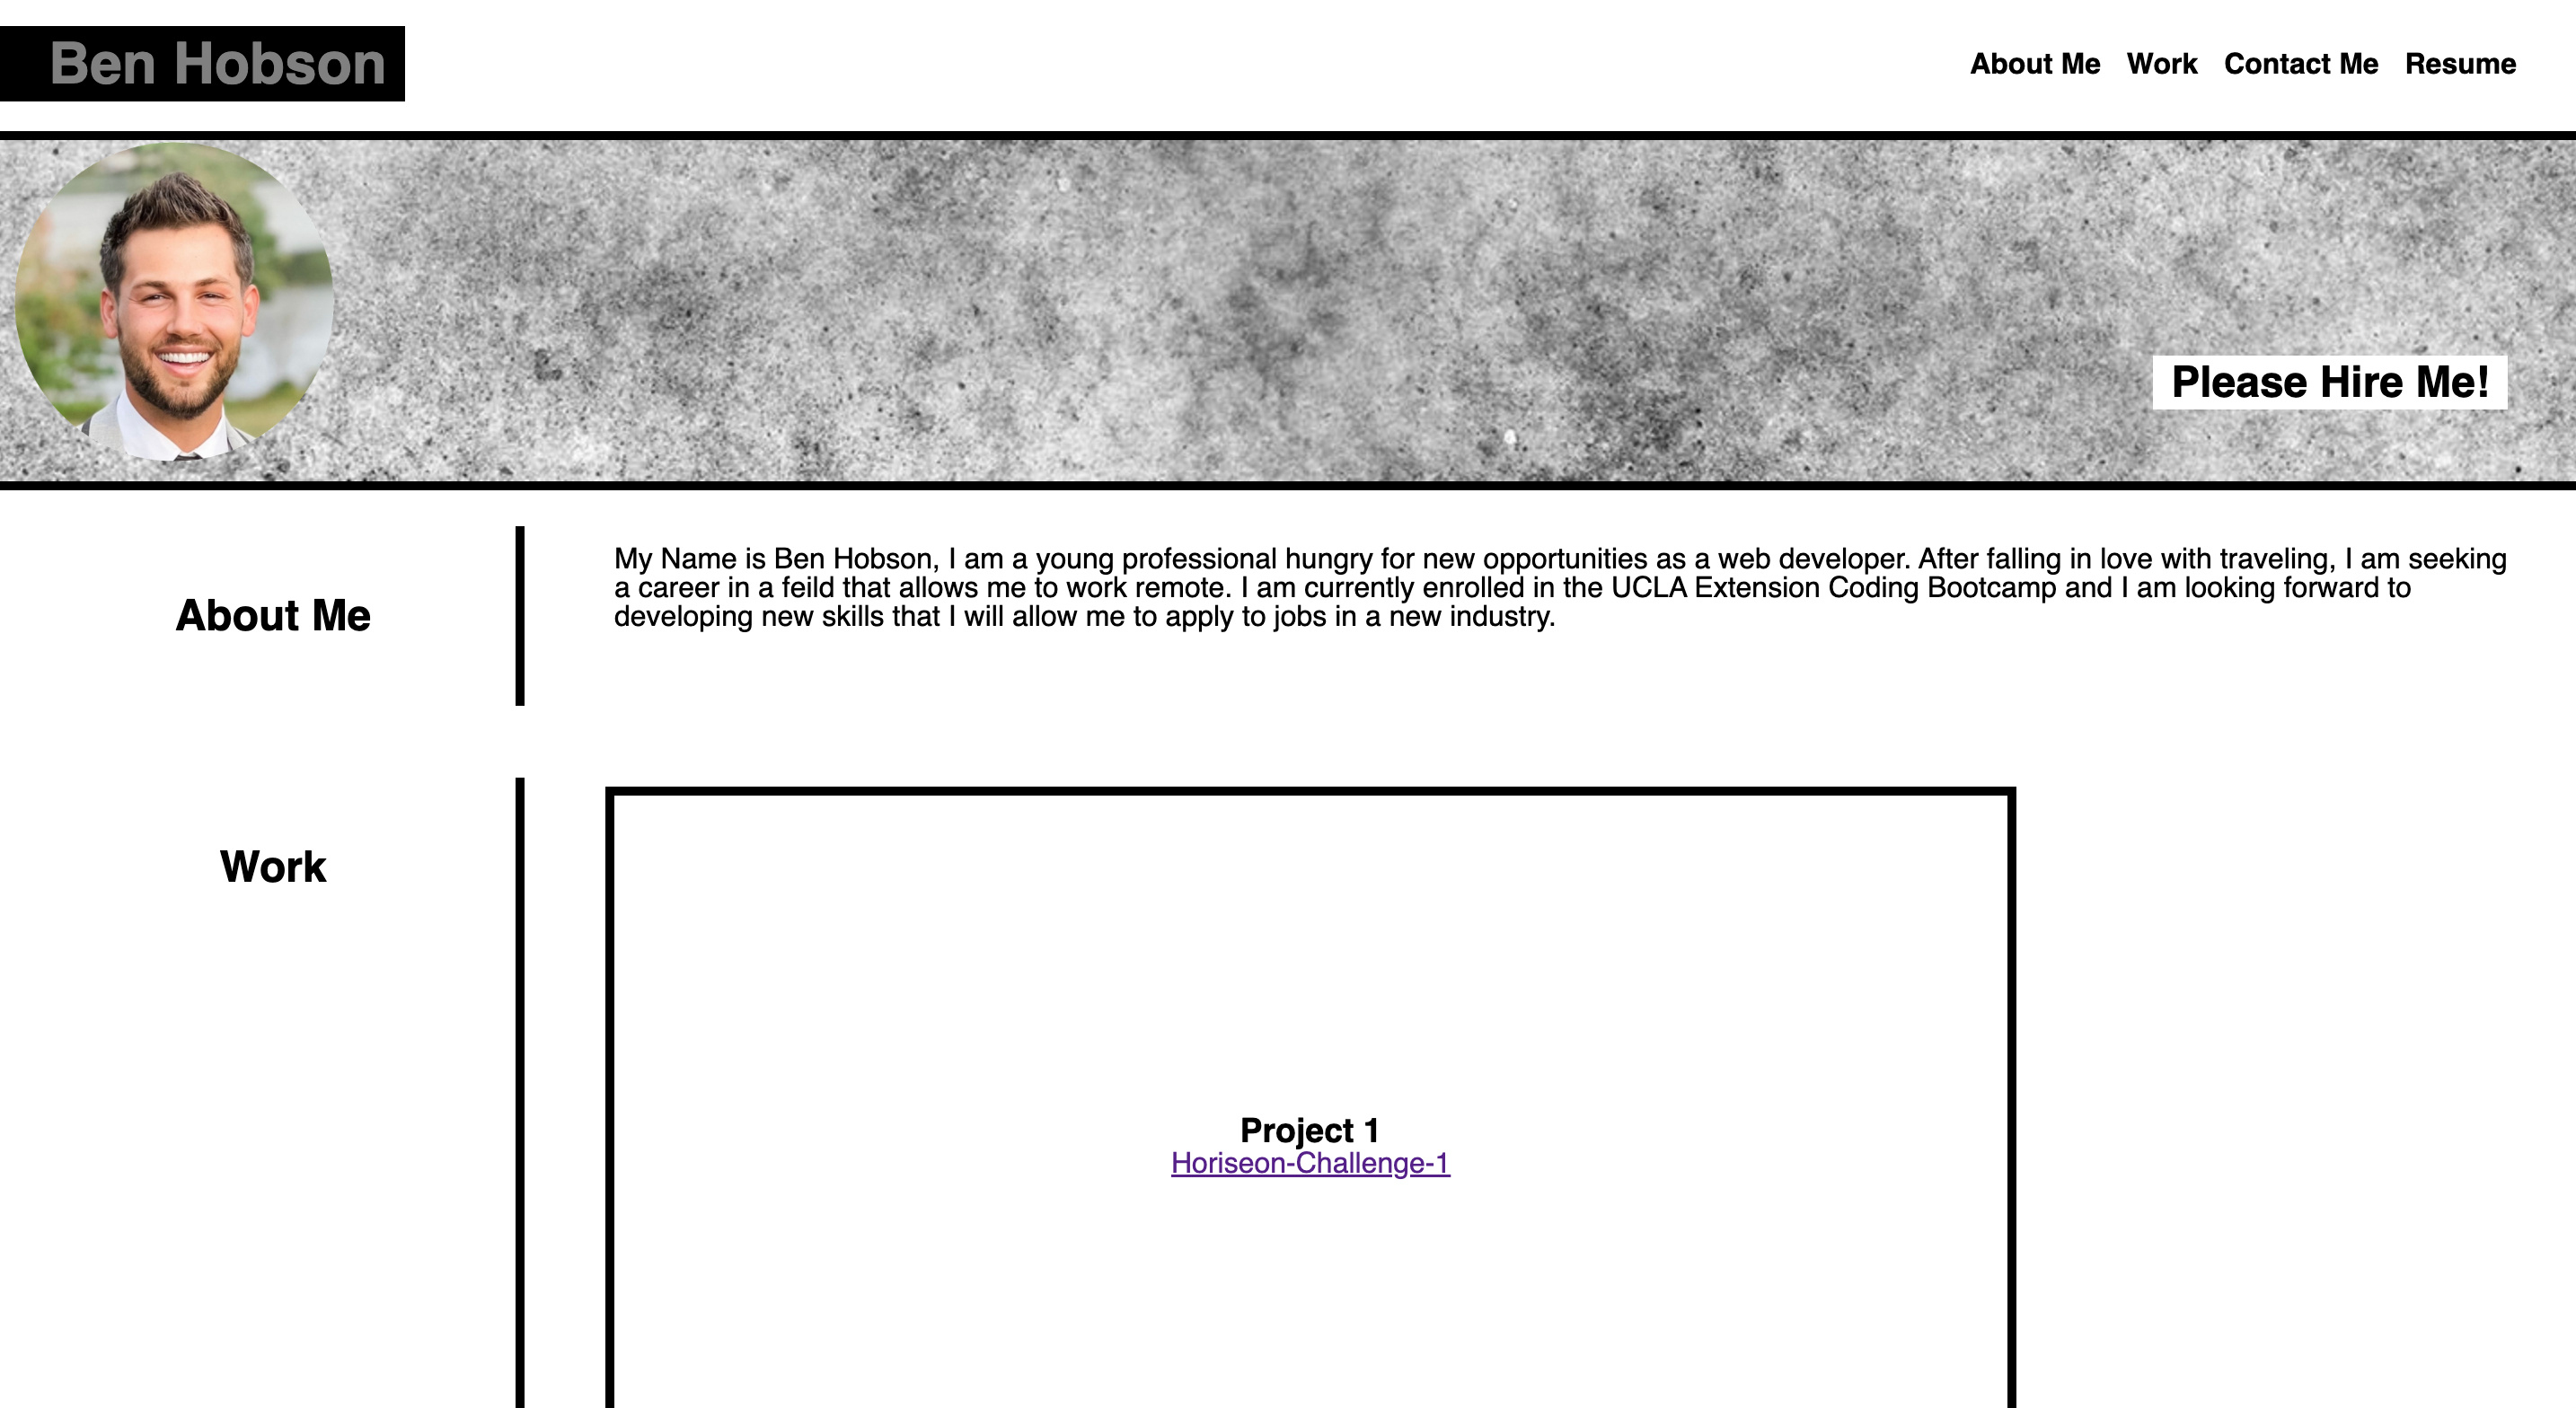 Ben Hobson
About Me Work Contact Me Resume
Please Hire Me!
About Me
My Name is Ben Hobson, I am a young professional hungry for new opportunities as a web developer. After falling in love with traveling, I am seeking
a career in a feild that allows me to work remote. I am currently enrolled in the UCLA Extension Coding Bootcamp and I am looking forward to
developing new skills that I will allow me to apply to jobs in a new industry.
Work
Project 1
Horiseon-Challenge-1